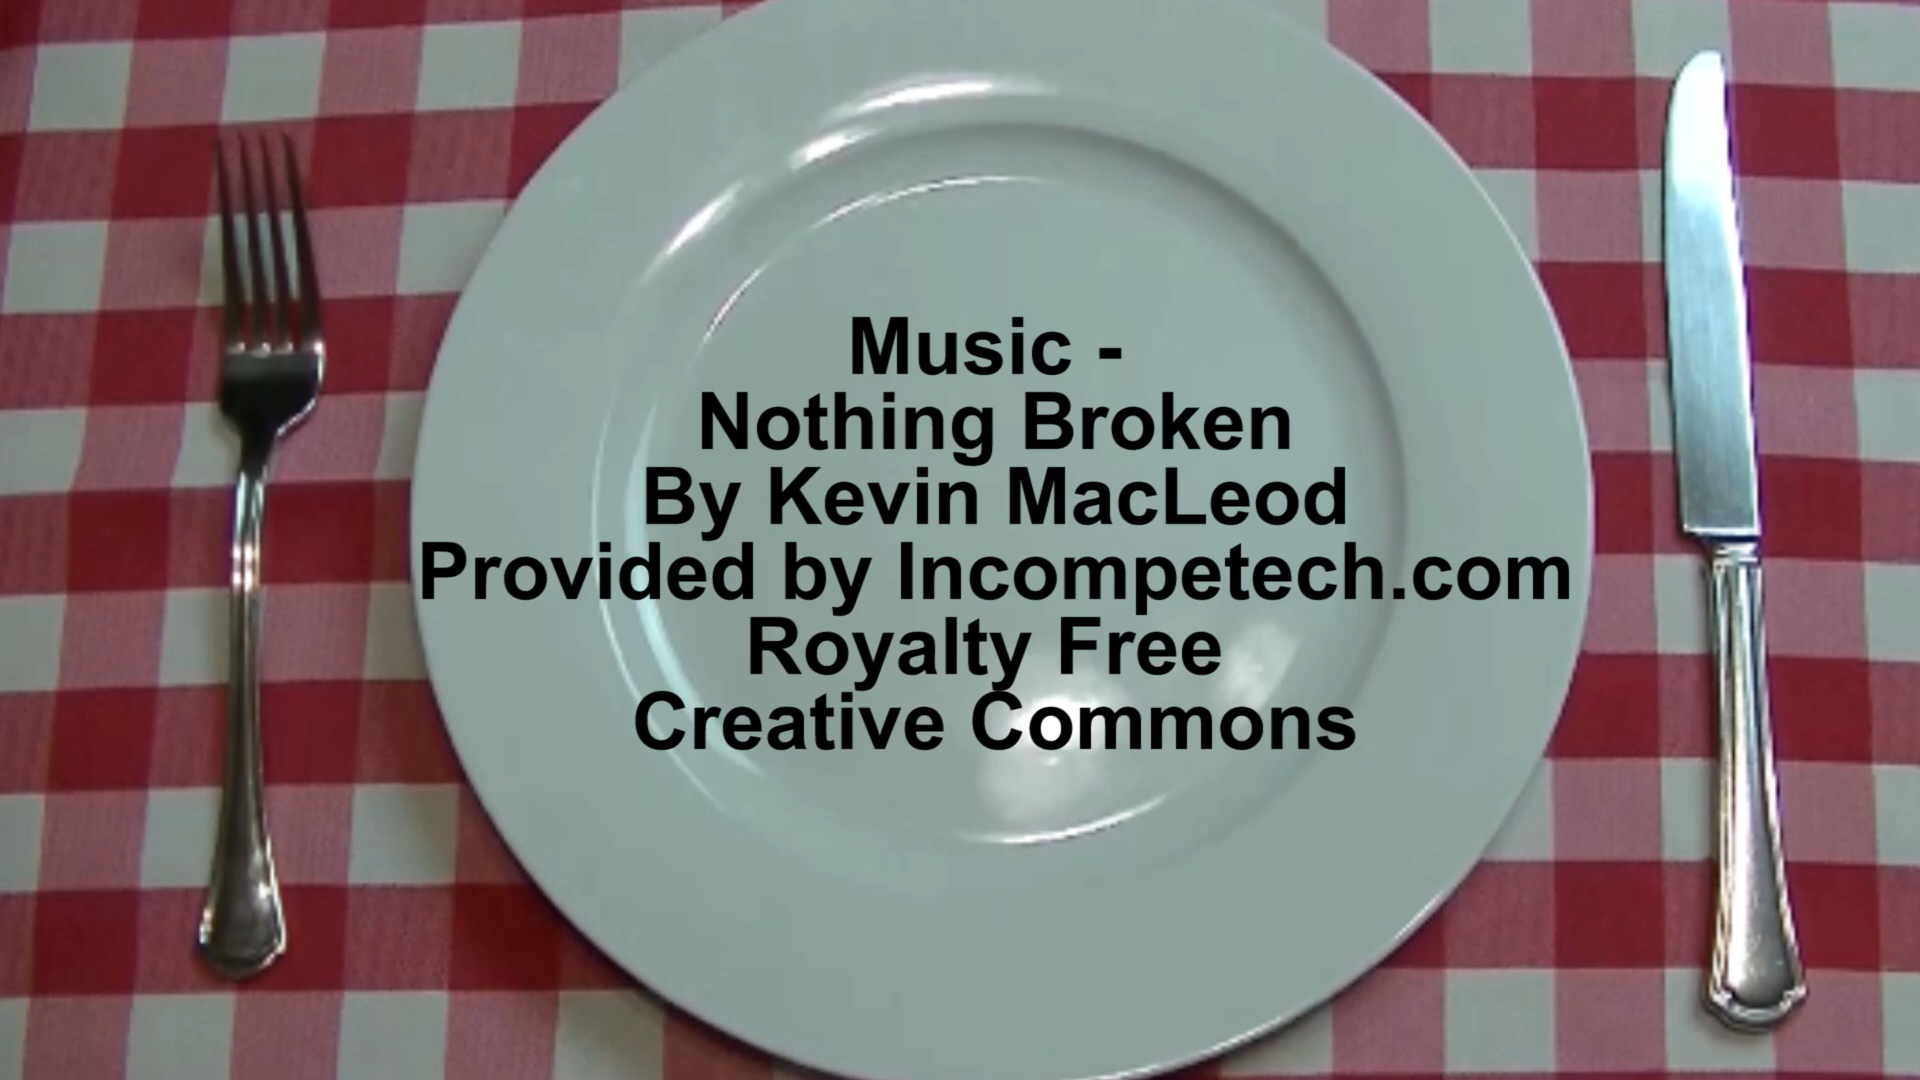 Music -
Nothing Broken
By Kevin MacLeod
Provided by Incompetech.com
Royalty Free
Creative Commons